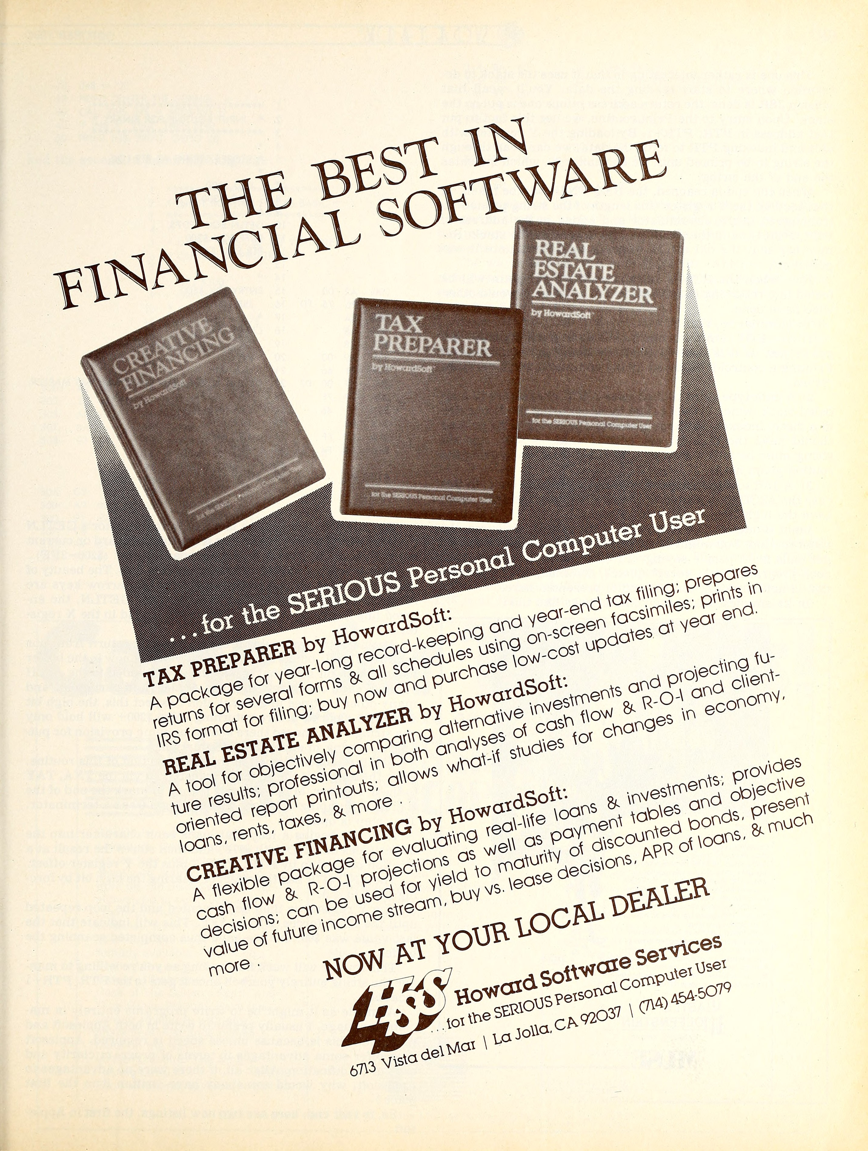 THE BEST IN
FINANCIAL SOFTWARE
CREATIVE
FINANCING
by HowardSoft
...for the SERIOUS Personal Computer User
TAX
PREPARER
by HowardSoft™
...for the SERIOUS Personal Computer User
REAL
ESTATE
ANALYZER
by HowardSoft™
...for the SERIOUS Personal Computer User
...for the SERIOUS Personal Computer User
TAX PREPARER by HowardSoft:
A package for year-long record-keeping and year-end tax filing; prepares
returns for several forms & all schedules using on-screen facsimiles; prints in
IRS format for filing; buy now and purchase low-cost updates at year end.
REAL ESTATE ANALYZER by HowardSoft:
A tool for objectively comparing alternative investments and projecting fu-
ture results; professional in both analyses of cash flow & R-O-I and client-
oriented report printouts; allows what-if studies for changes in economy,
loans, rents, taxes, & more .
CREATIVE FINANCING by HowardSoft:
A flexible package for evaluating real-life loans & investments; provides
cash flow & R-O-I projections as well as payment tables and objective
decisions; can be used for yield to maturity of discounted bonds, present
value of future income stream, buy vs. lease decisions, APR of loans, & much
more .
NOW AT YOUR LOCAL DEALER
HSS
Howard Software Services
...for the SERIOUS Personal Computer User
6713 Vista del Mar | La Jolla, CA 92037 | (714) 454-5079